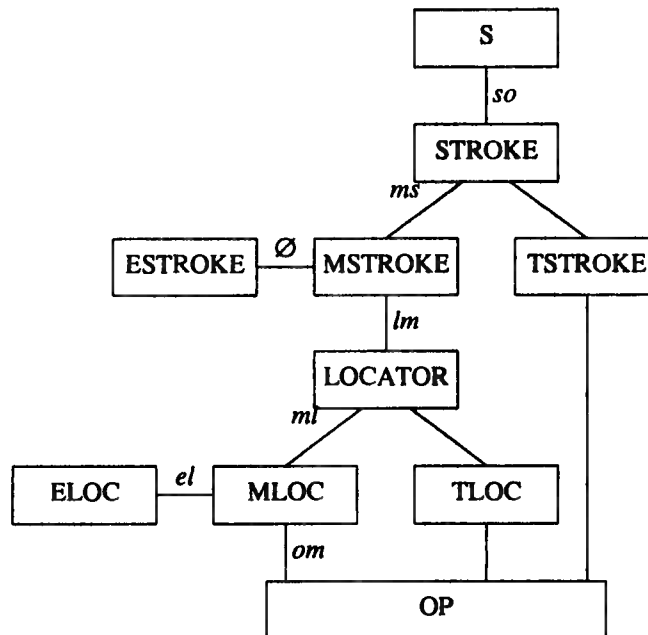 S
so
STROKE
ms
ESTROKE
Ø
MSTROKE
TSTROKE
lm
LOCATOR
ml
ELOC
el
MLOC
TLOC
om
OP